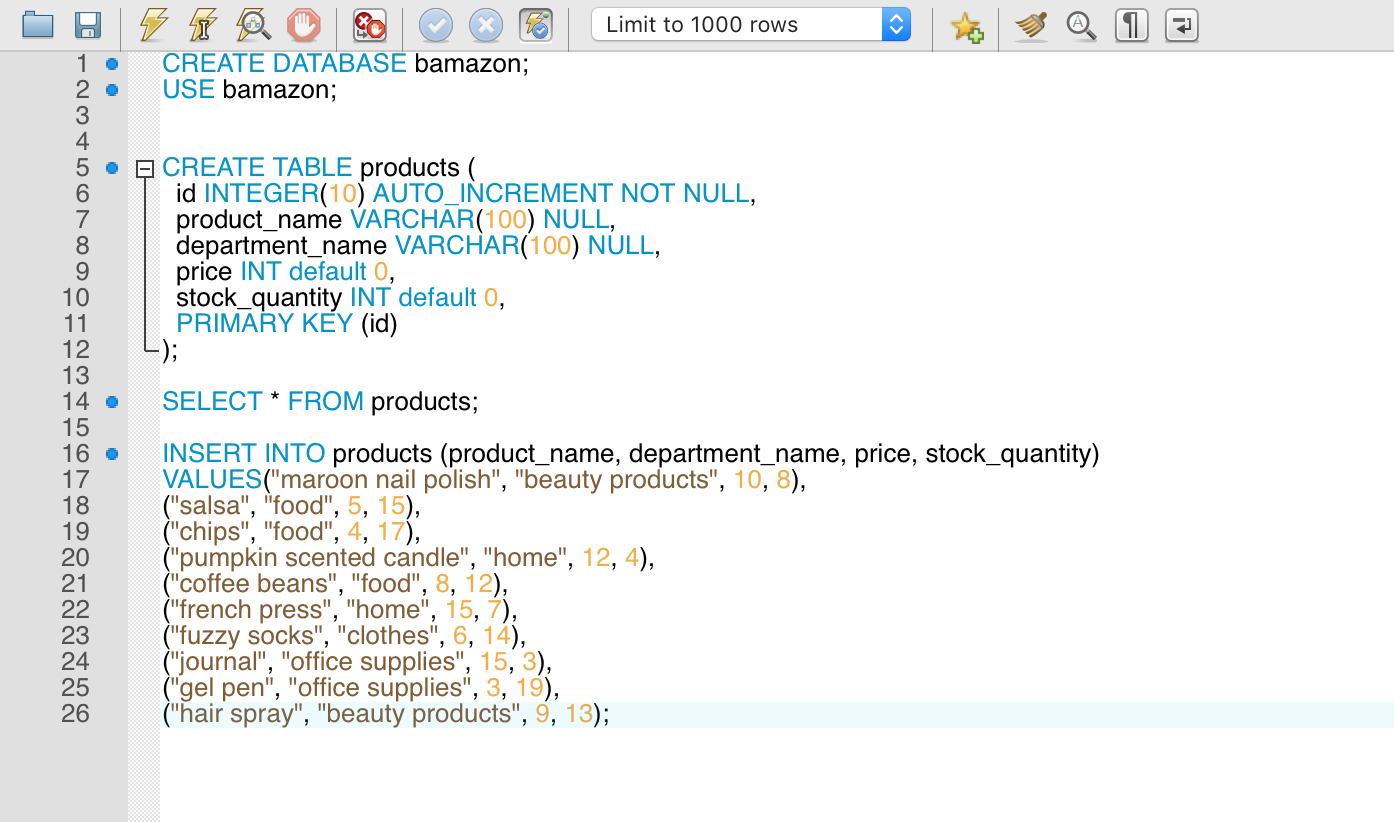 Limit to 1000 rows
1 CREATE DATABASE bamazon;
2 USE bamazon;
3
4
5 CREATE TABLE products (
6 id INTEGER(10) AUTO_INCREMENT NOT NULL,
7 product_name VARCHAR(100) NULL,
8 department_name VARCHAR(100) NULL,
9 price INT default 0,
10 stock_quantity INT default 0,
11 PRIMARY KEY (id)
12 );
13
14 SELECT * FROM products;
15
16 INSERT INTO products (product_name, department_name, price, stock_quantity)
17 VALUES("maroon nail polish", "beauty products", 10, 8),
18 ("salsa", "food", 5, 15),
19 ("chips", "food", 4, 17),
20 ("pumpkin scented candle", "home", 12, 4),
21 ("coffee beans", "food", 8, 12),
22 ("french press", "home", 15, 7),
23 ("fuzzy socks", "clothes", 6, 14),
24 ("journal", "office supplies", 15, 3),
25 ("gel pen", "office supplies", 3, 19),
26 ("hair spray", "beauty products", 9, 13);